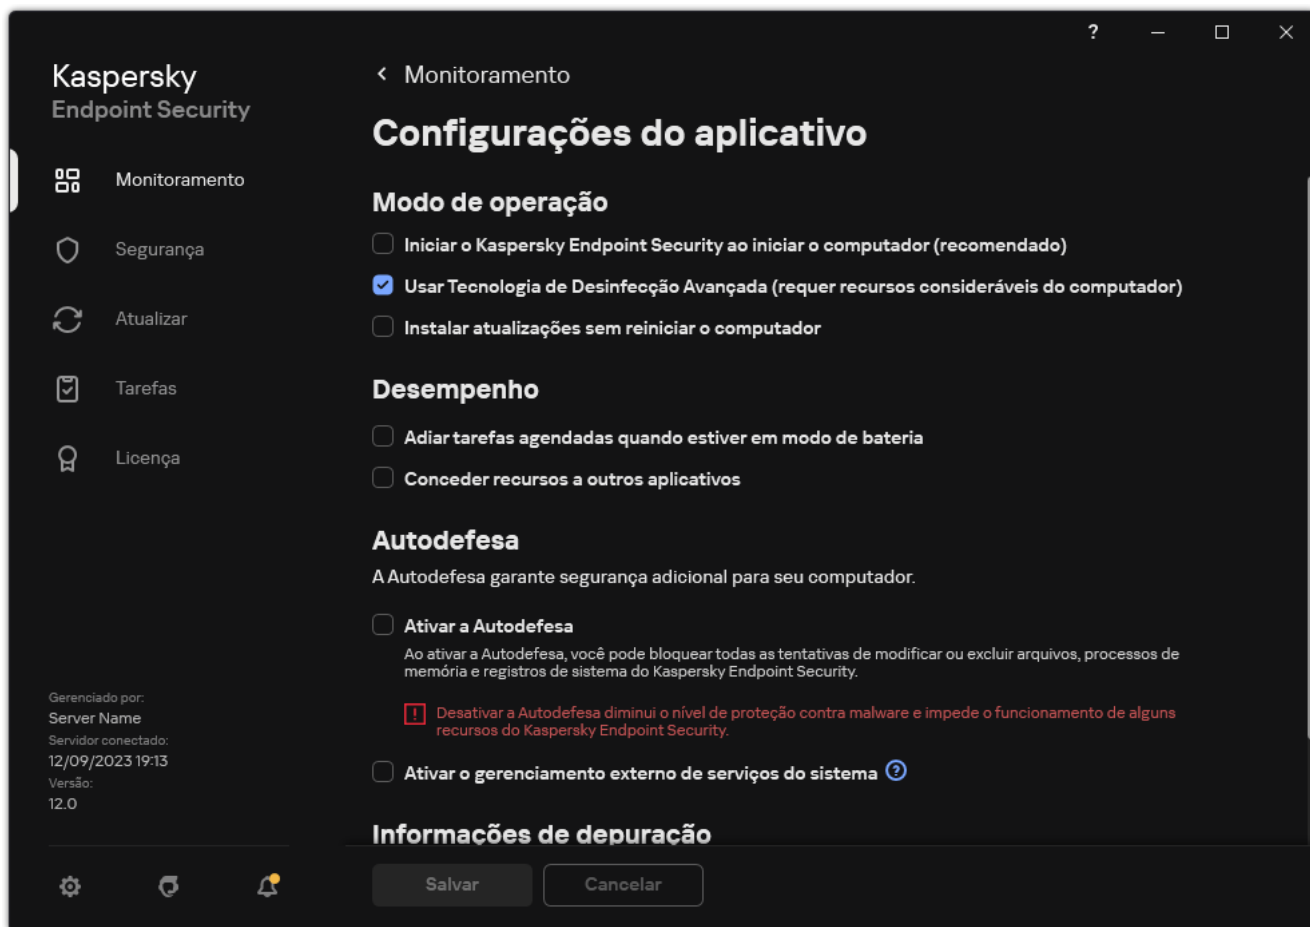 ?
Kaspersky
Endpoint Security
Monitoramento
Segurança
Atualizar
Tarefas
Licença
Gerenciado por:
Server Name
Servidor conectado:
12/09/2023 19:13
Versão:
12.0
Monitoramento
Configurações do aplicativo
Modo de operação
Iniciar o Kaspersky Endpoint Security ao iniciar o computador (recomendado)
Usar Tecnologia de Desinfecção Avançada (requer recursos consideráveis do computador)
Instalar atualizações sem reiniciar o computador
Desempenho
Adiar tarefas agendadas quando estiver em modo de bateria
Conceder recursos a outros aplicativos
Autodefesa
A Autodefesa garante segurança adicional para seu computador.
Ativar a Autodefesa
Ao ativar a Autodefesa, você pode bloquear todas as tentativas de modificar ou excluir arquivos, processos de
memória e registros de sistema do Kaspersky Endpoint Security.
! Desativar a Autodefesa diminui o nível de proteção contra malware e impede o funcionamento de alguns
recursos do Kaspersky Endpoint Security.
Ativar o gerenciamento externo de serviços do sistema ?
Informações de depuração
Salvar
Cancelar